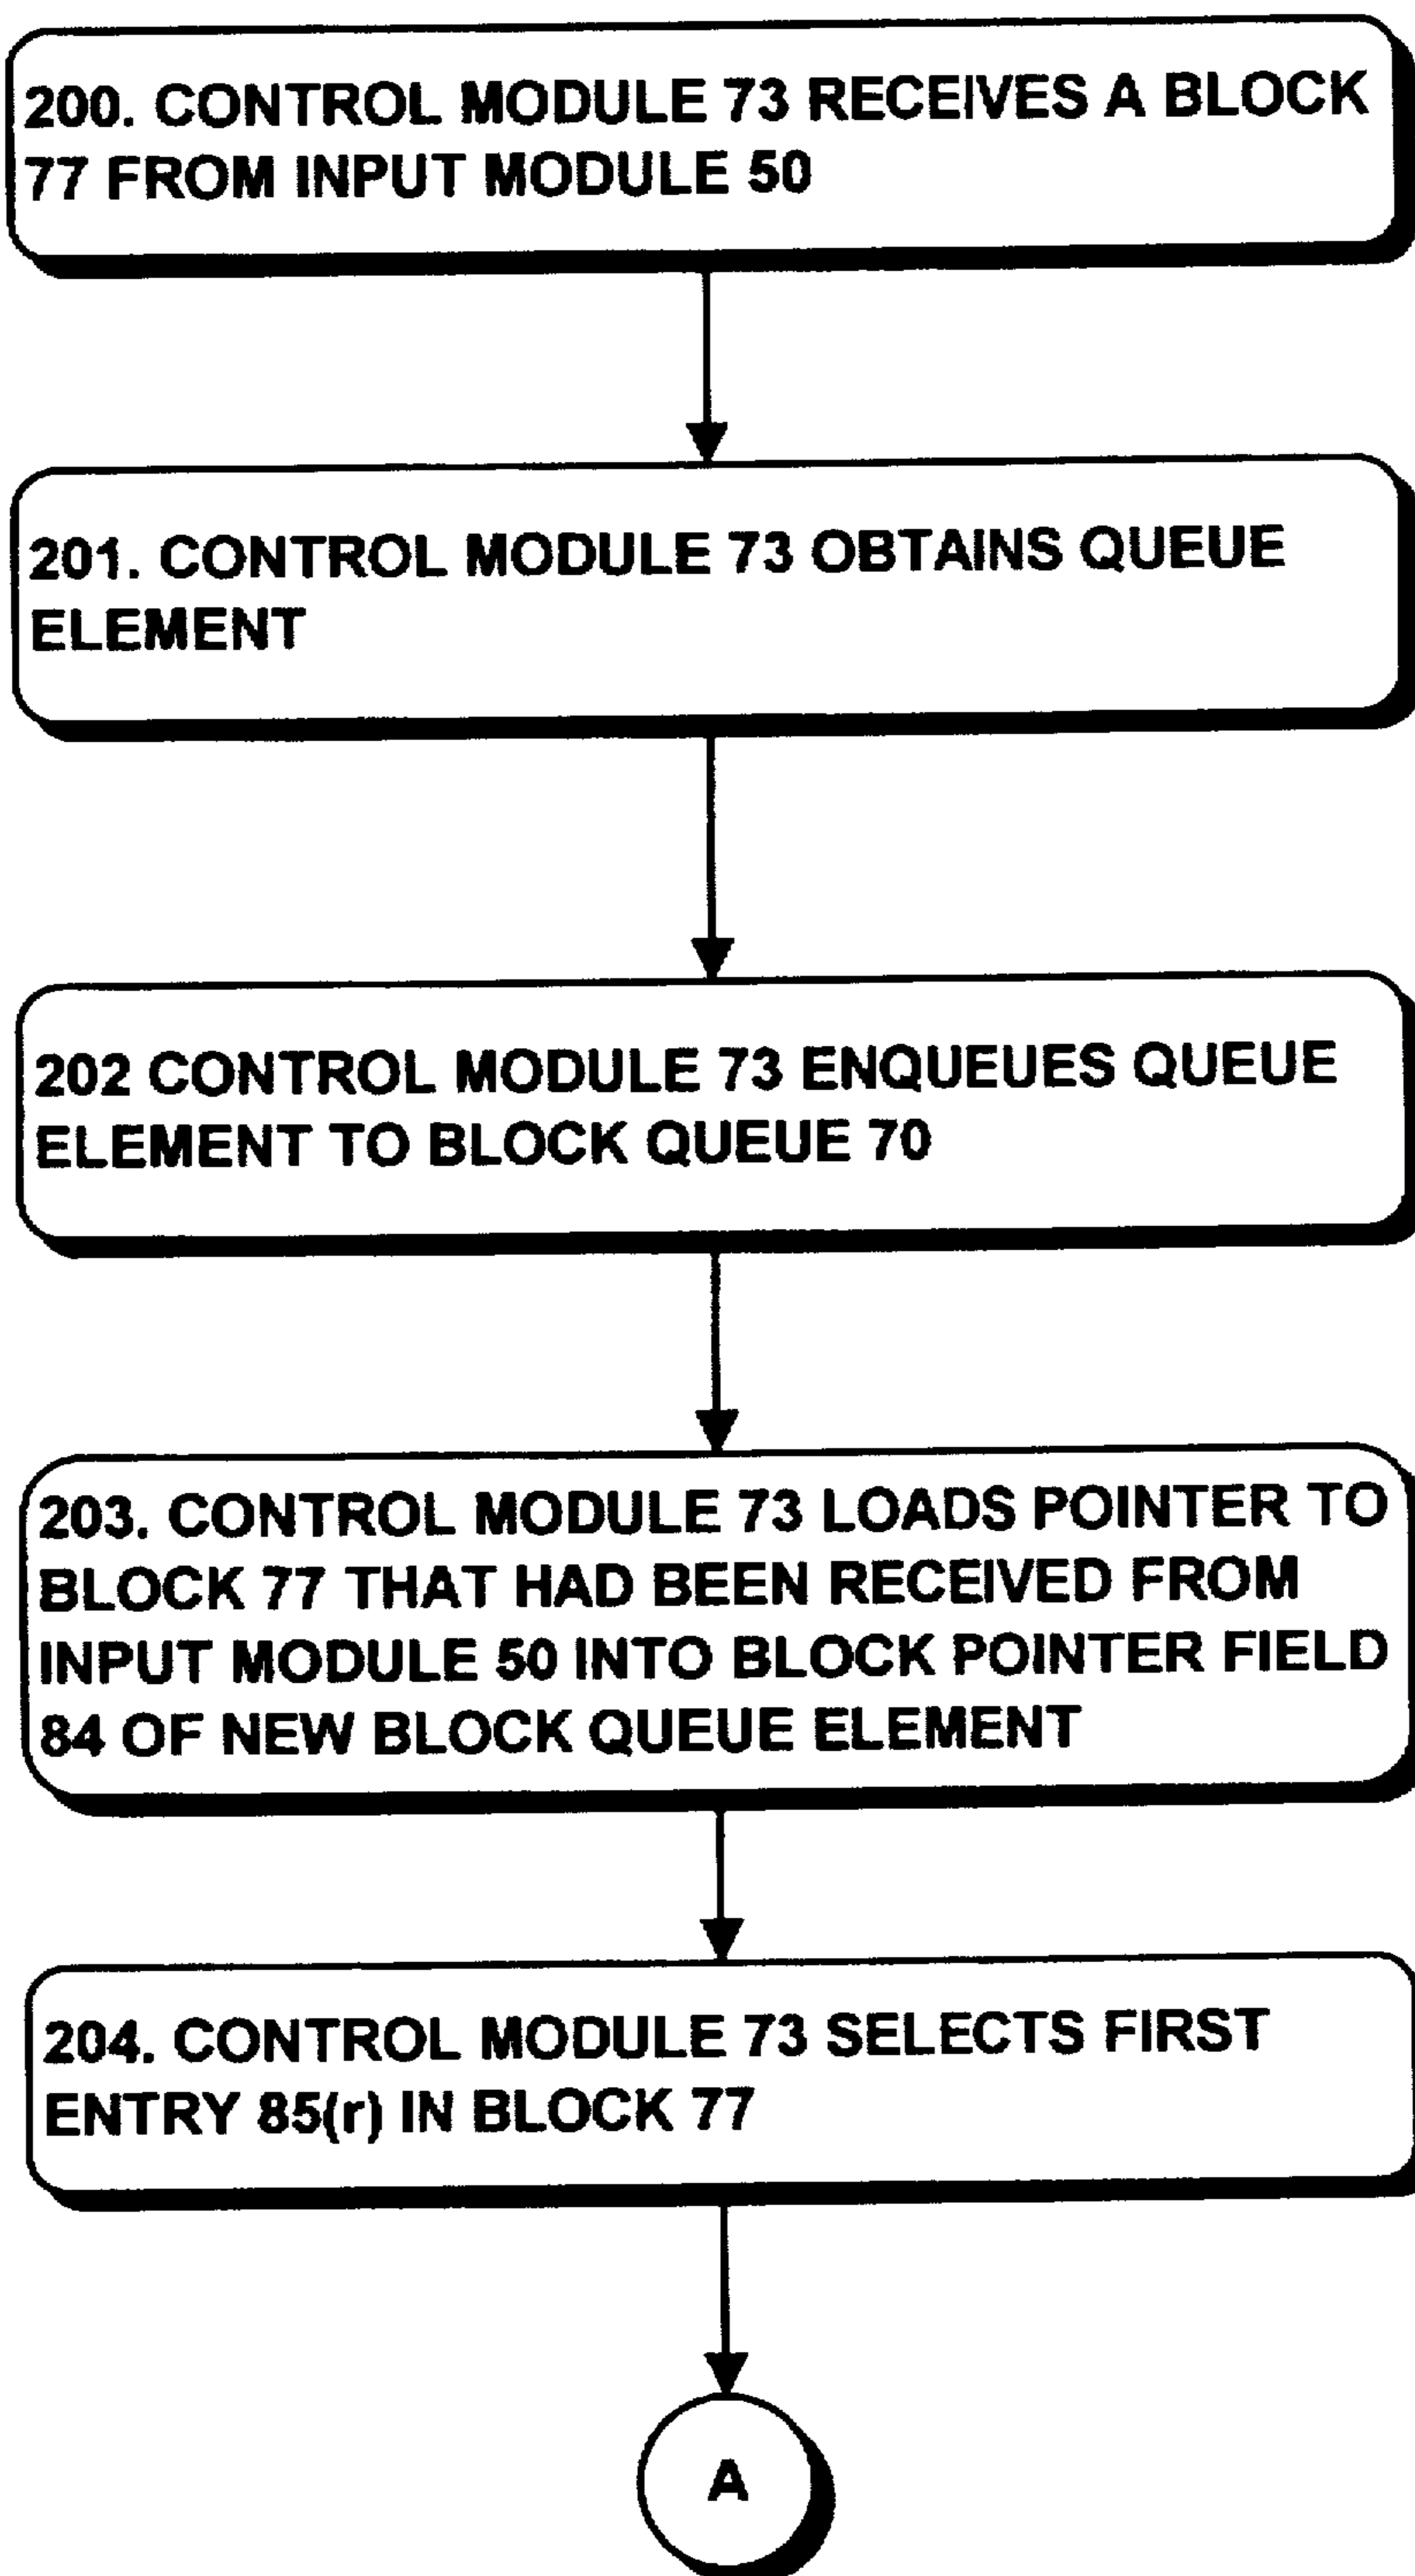 200. CONTROL MODULE 73 RECEIVES A BLOCK
77 FROM INPUT MODULE 50
201. CONTROL MODULE 73 OBTAINS QUEUE
ELEMENT
202 CONTROL MODULE 73 ENQUEUES QUEUE
ELEMENT TO BLOCK QUEUE 70
203. CONTROL MODULE 73 LOADS POINTER TO
BLOCK 77 THAT HAD BEEN RECEIVED FROM
INPUT MODULE 50 INTO BLOCK POINTER FIELD
84 OF NEW BLOCK QUEUE ELEMENT
204. CONTROL MODULE 73 SELECTS FIRST
ENTRY 85(r) IN BLOCK 77
A